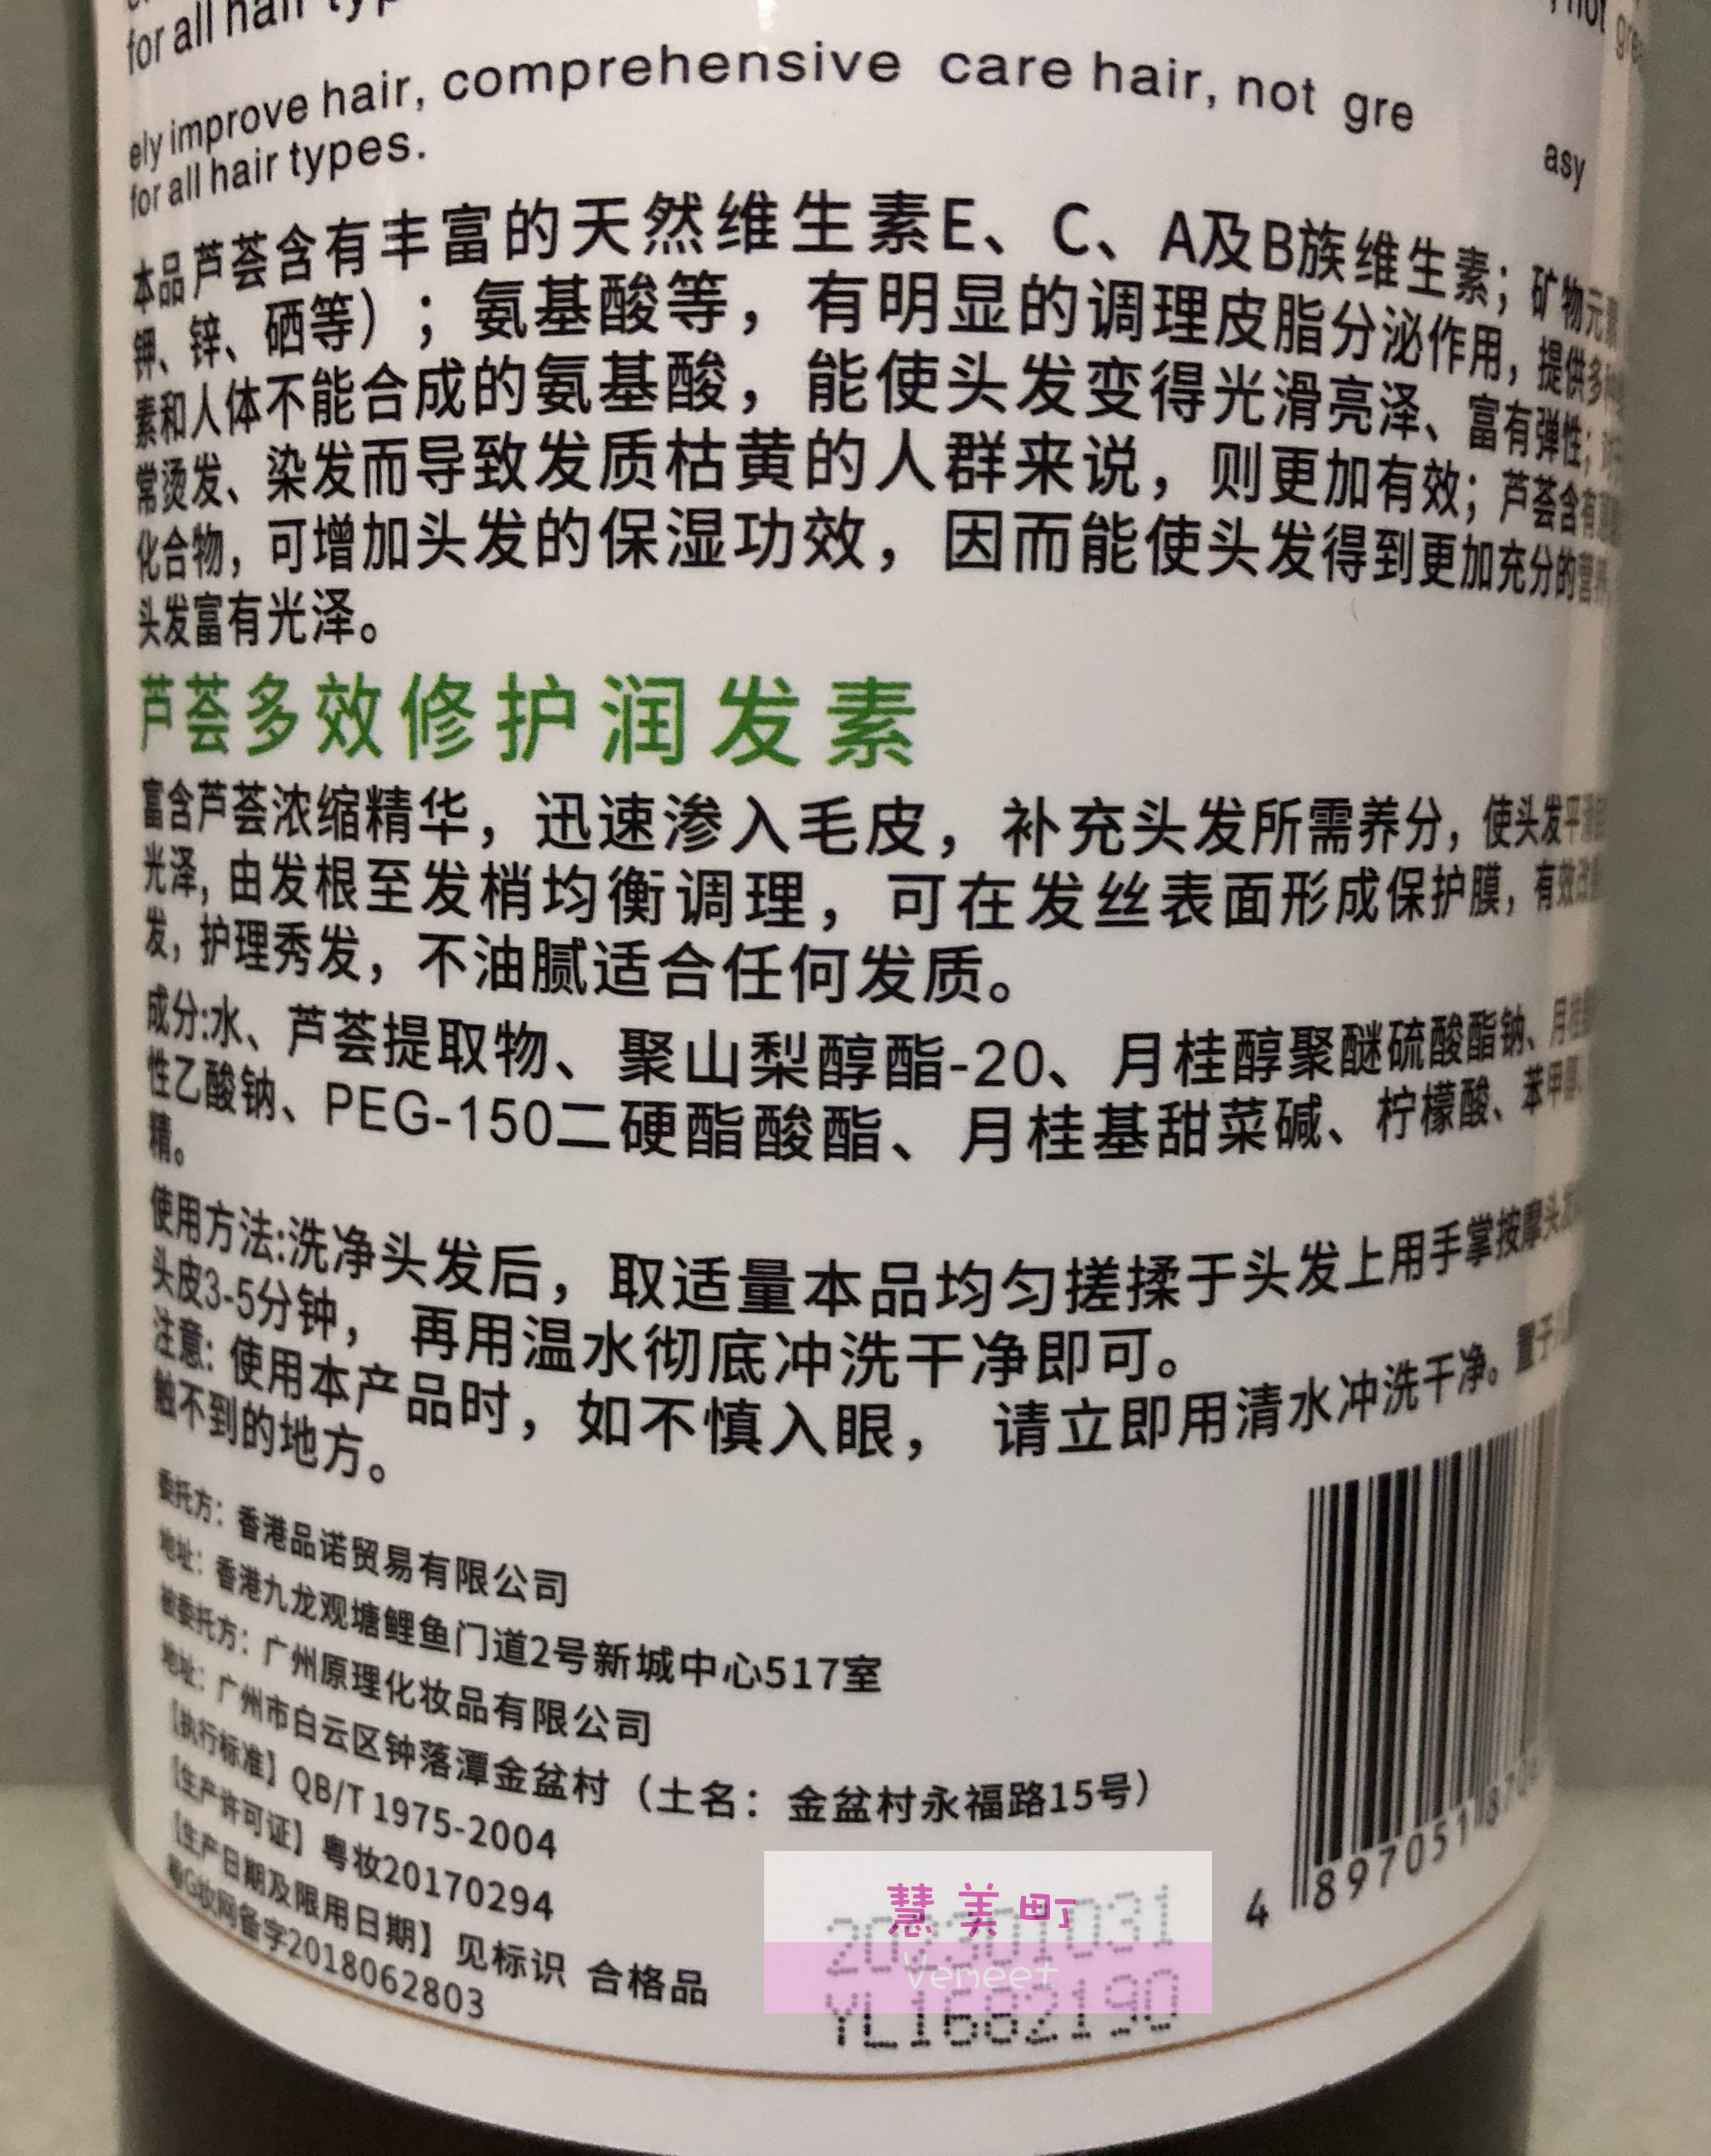 for all hair
ely improve hair, comprehensive care hair, not gre
asy
for all hair types.
本品芦荟含有丰富的天然维生素E、C、A及B族维生素；矿物元素
钾、锌、硒等）；氨基酸等，有明显的调理皮脂分泌作用，提供多种
素和人体不能合成的氨基酸，能使头发变得光滑亮泽、富有弹性；对
常烫发、染发而导致发质枯黄的人群来说，则更加有效；芦荟含有
化合物，可增加头发的保湿功效，因而能使头发得到更加充分的营养
头发富有光泽。
芦荟多效修护润发素
富含芦荟浓缩精华，迅速渗入毛皮，补充头发所需养分，使头发平滑
光泽，由发根至发梢均衡调理，可在发丝表面形成保护膜，有效改
发，护理秀发，不油腻适合任何发质。
成分:水、芦荟提取物、聚山梨醇酯-20、月桂醇聚醚硫酸酯钠、月桂
性乙酸钠、PEG-150二硬酯酸酯、月桂基甜菜碱、柠檬酸、苯甲醇
精。
使用方法:洗净头发后，取适量本品均匀搓揉于头发上用手掌按摩头发
头皮3-5分钟， 再用温水彻底冲洗干净即可。
注意: 使用本产品时，如不慎入眼， 请立即用清水冲洗干净。置于
触不到的地方。
委托方：香港品诺贸易有限公司
地址：香港九龙观塘鲤鱼门道2号新城中心517室
被委托方：广州原理化妆品有限公司
地址：广州市白云区钟落潭金盆村（土名：金盆村永福路15号）
【执行标准】QB/T 1975-2004
【生产许可证】粤妆20170294
【生产日期及限用日期】见标识 合格品
粤G妆网备字2018062803
4 897051 870
慧美町
202301031
Vemeet
YL1682190